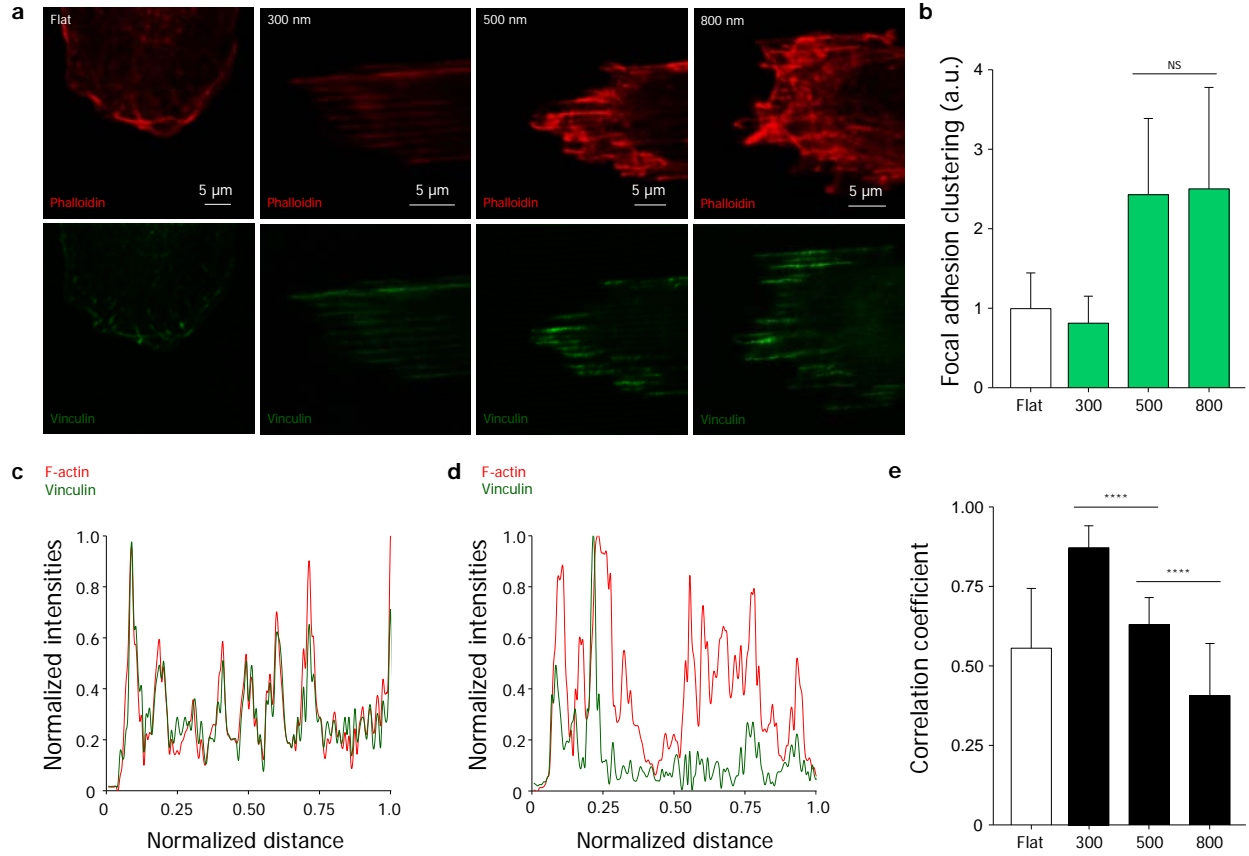 a
Flat
300 nm
500 nm
800 nm
5 µm
5 µm
5 µm
5 µm
Phalloidin
Phalloidin
Phalloidin
Phalloidin
Vinculin
Vinculin
Vinculin
Vinculin
b
Focal adhesion clustering (a.u.)
4
3
2
1
0
NS
Flat
300
500
800
c
F-actin
Vinculin
Normalized intensities
1.0
0.8
0.6
0.4
0.2
0
0
0.25
0.50
0.75
1.0
Normalized distance
d
F-actin
Vinculin
Normalized intensities
1.0
0.8
0.6
0.4
0.2
0
0
0.25
0.50
0.75
1.0
Normalized distance
e
Correlation coefficient
1.00
0.75
0.50
0.25
0
****
****
Flat
300
500
800